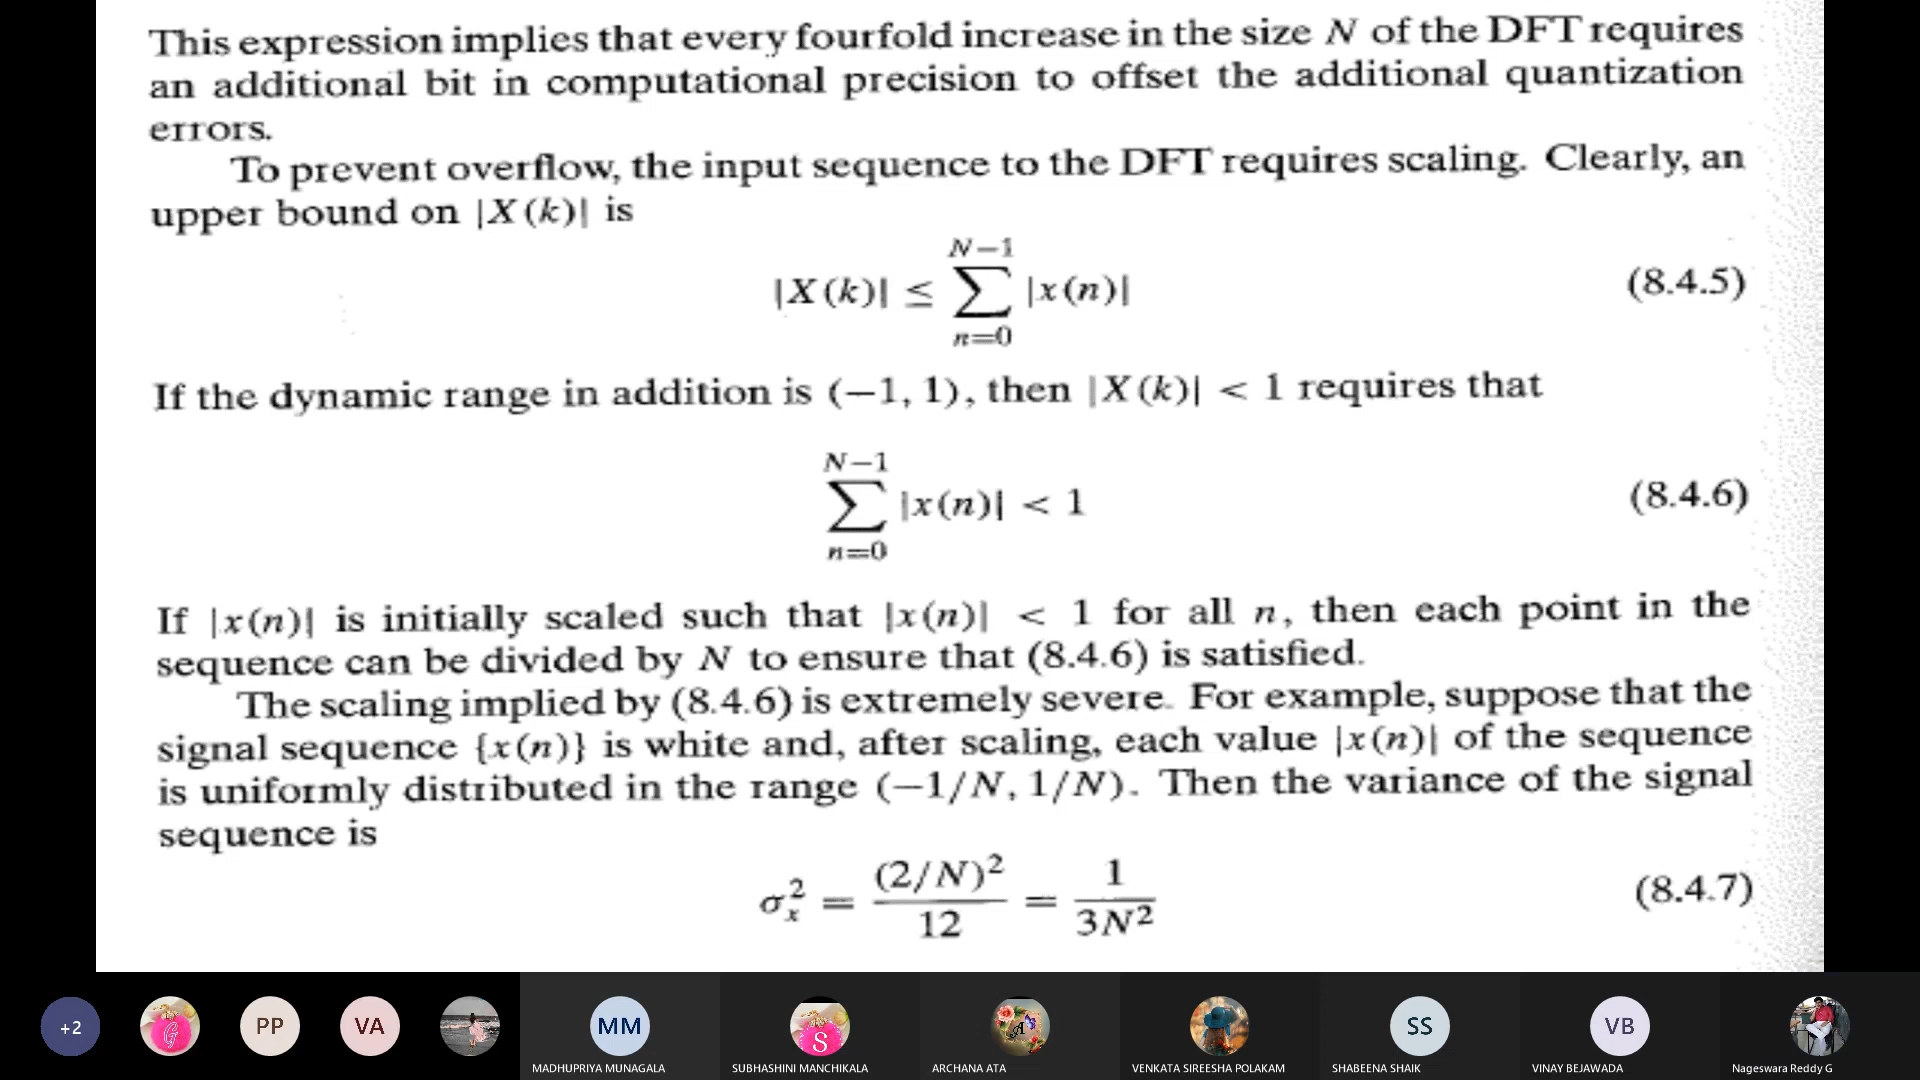 This expression implies that every fourfold increase in the size N of the DFT requires
an additional bit in computational precision to offset the additional quantization
errors.
To prevent overflow, the input sequence to the DFT requires scaling. Clearly, an
upper bound on |X(k)| is
|X(k)| ≤ ∑_{n=0}^{N−1} |x(n)| (8.4.5)
If the dynamic range in addition is (−1, 1), then |X(k)| < 1 requires that
∑_{n=0}^{N−1} |x(n)| < 1 (8.4.6)
If |x(n)| is initially scaled such that |x(n)| < 1 for all n, then each point in the
sequence can be divided by N to ensure that (8.4.6) is satisfied.
The scaling implied by (8.4.6) is extremely severe. For example, suppose that the
signal sequence {x(n)} is white and, after scaling, each value |x(n)| of the sequence
is uniformly distributed in the range (−1/N, 1/N). Then the variance of the signal
sequence is
σ_x^2 = (2/N)^2 / 12 = 1 / 3N^2 (8.4.7)
+2
G
PP
VA
MM
S
A
SS
VB
MADHUPRIYA MUNAGALA
SUBHASHINI MANCHIKALA
ARCHANA ATA
VENKATA SIREESHA POLAKAM
SHABEENA SHAIK
VINAY BEJAWADA
Nageswara Reddy G